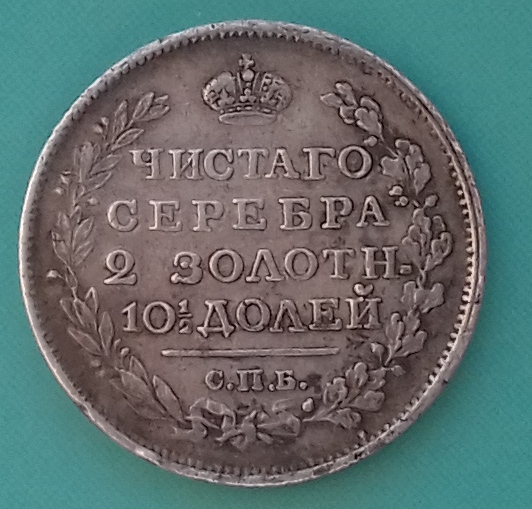 ЧИСТАГО
СЕРЕБРА
2 ЗОЛОТН.
10½ ДОЛЕЙ
С.П.Б.